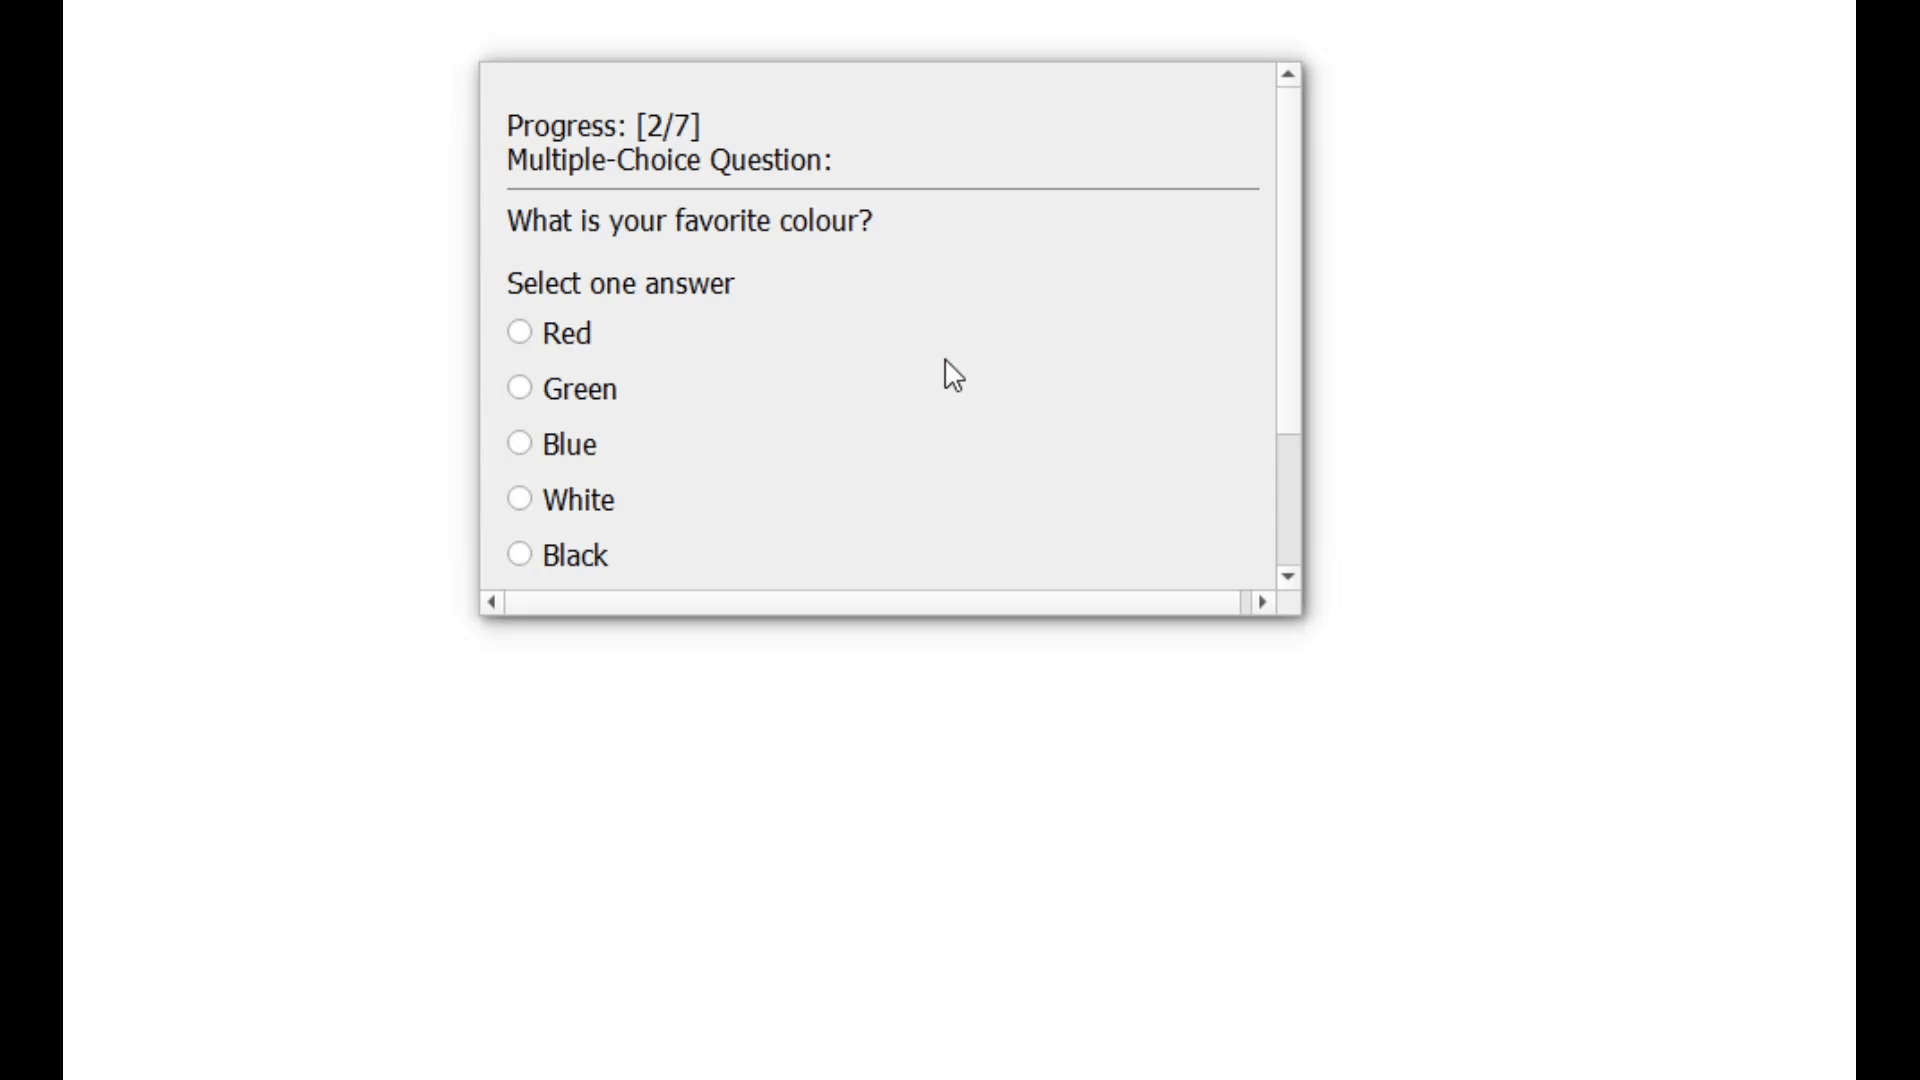 Progress: [2/7]
Multiple-Choice Question:
What is your favorite colour?
Select one answer
Red
Green
Blue
White
Black